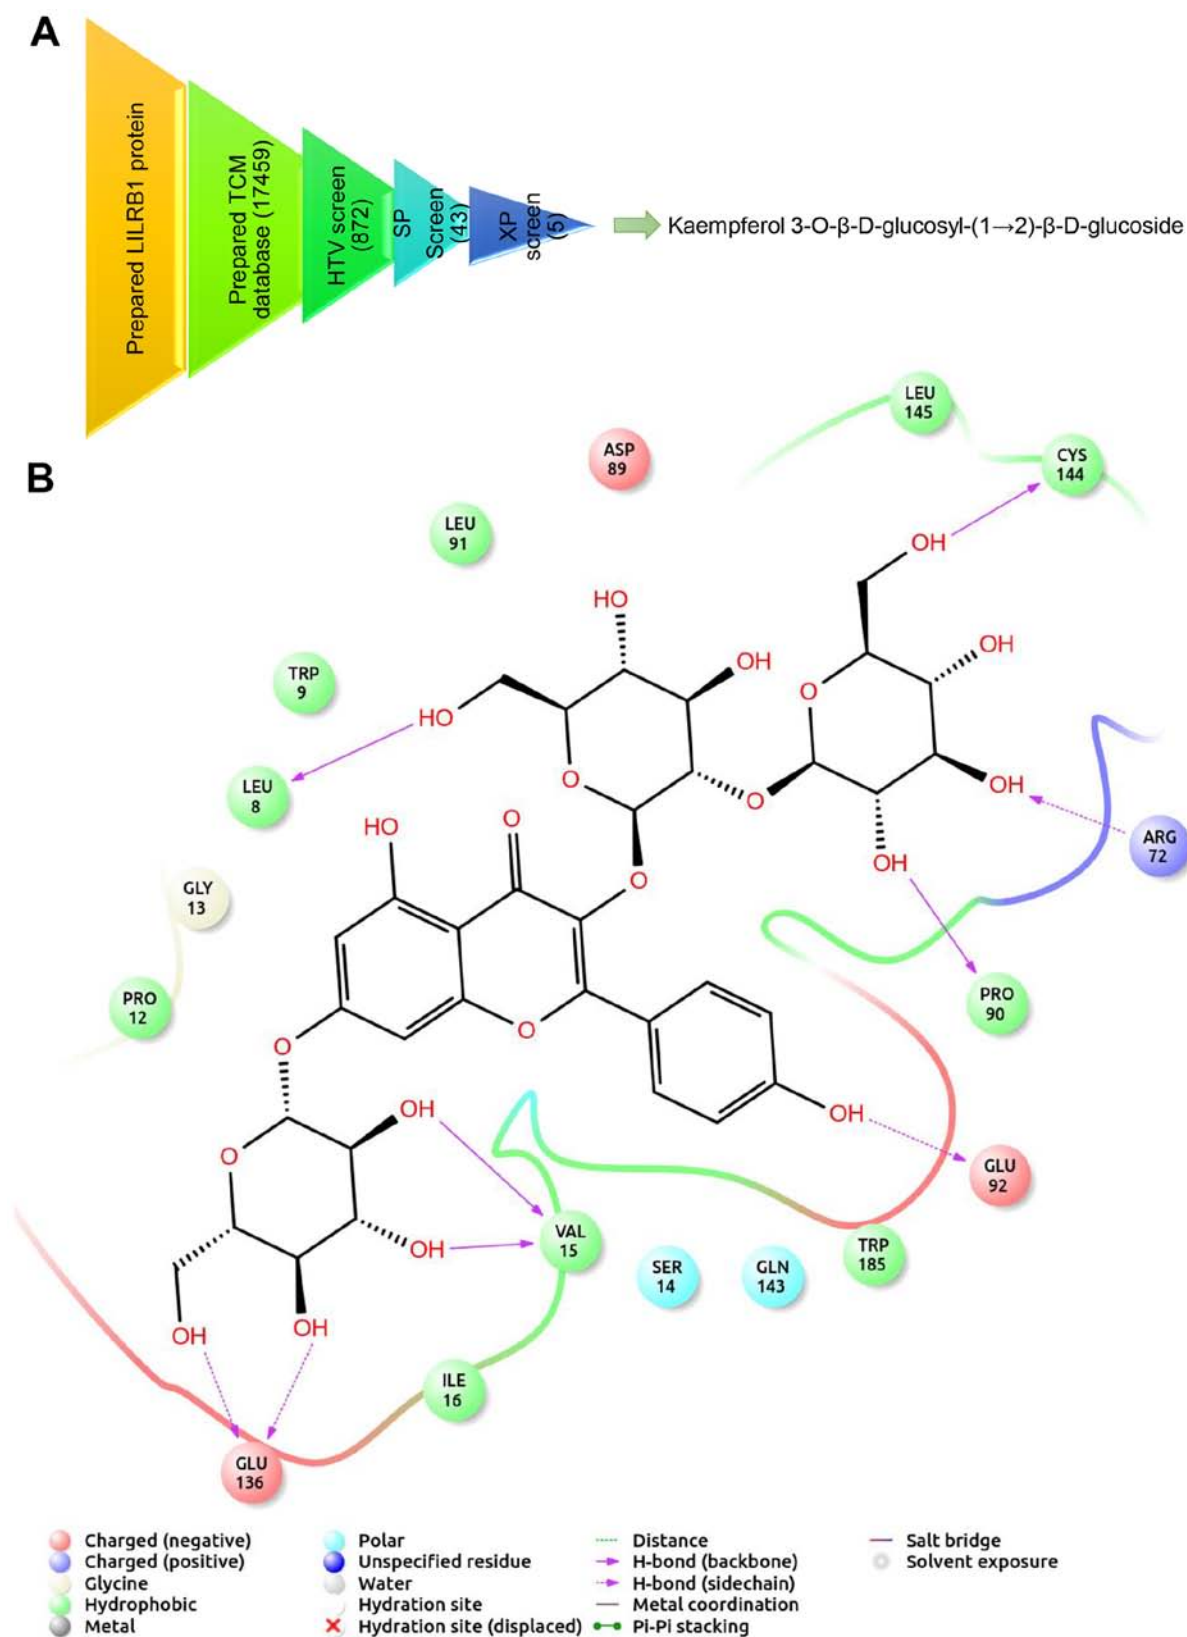 A
Prepared LILRB1 protein
Prepared TCM
database (17459)
HTV screen
(872)
SP
Screen
(43)
XP
screen
(5)
Kaempferol 3-O-β-D-glucosyl-(1→2)-β-D-glucoside
B
LEU
145
ASP
89
CYS
144
LEU
91
OH
HO
OH
OH
TRP
9
HO
O
O
LEU
8
OH
O
HO
O
ARG
72
OH
O
GLY
13
PRO
12
PRO
90
O
O
OH
OH
GLU
92
O
VAL
15
OH
TRP
185
SER
14
GLN
143
OH
OH
ILE
16
GLU
136
Charged (negative)
Charged (positive)
Glycine
Hydrophobic
Metal
Polar
Unspecified residue
Water
Hydration site
Hydration site (displaced)
Distance
H-bond (backbone)
H-bond (sidechain)
Metal coordination
Pi-Pi stacking
Salt bridge
Solvent exposure